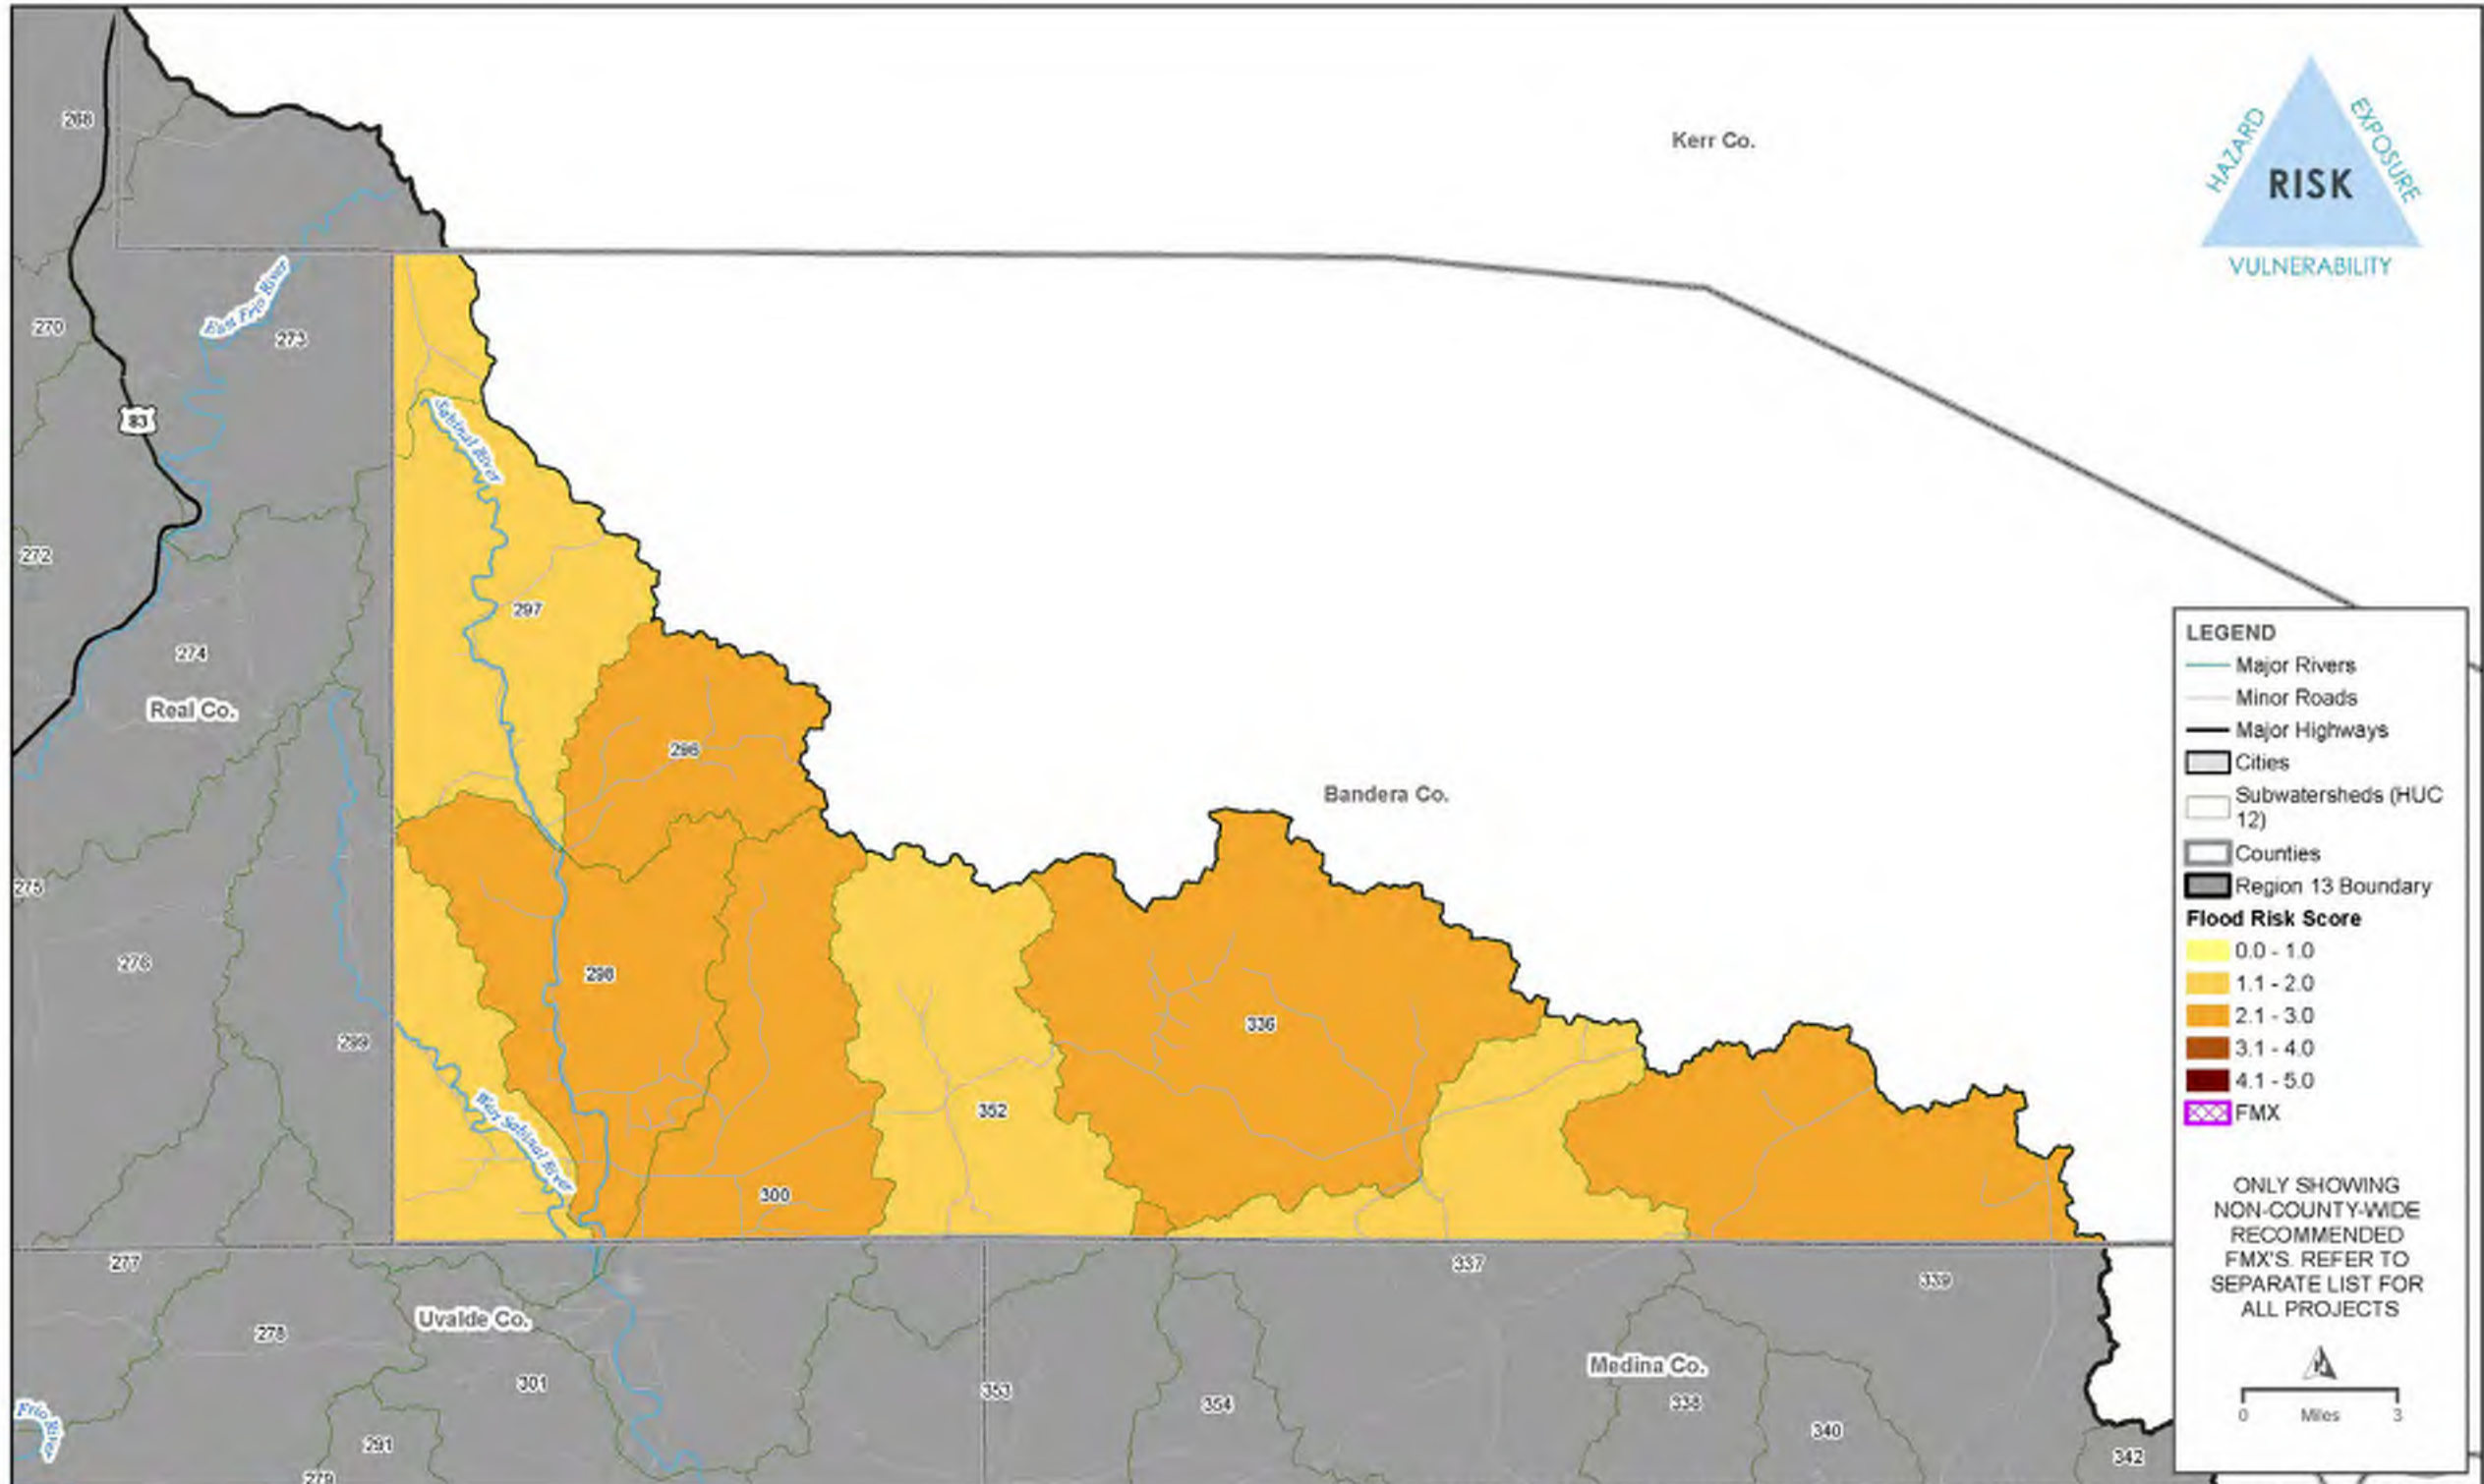 Kerr Co.
HAZARD
EXPOSURE
RISK
VULNERABILITY
268
East Frio River
270
273
83
Sabinal River
272
297
274
Real Co.
296
Bandera Co.
275
276
298
299
336
352
West Sabinal River
300
277
337
339
278
Uvalde Co.
Medina Co.
301
353
354
338
340
Frio River
291
279
342
LEGEND
Major Rivers
Minor Roads
Major Highways
Cities
Subwatersheds (HUC
12)
Counties
Region 13 Boundary
Flood Risk Score
0.0 - 1.0
1.1 - 2.0
2.1 - 3.0
3.1 - 4.0
4.1 - 5.0
FMX
ONLY SHOWING
NON-COUNTY-WIDE
RECOMMENDED
FMX'S. REFER TO
SEPARATE LIST FOR
ALL PROJECTS
N
0 Miles 3